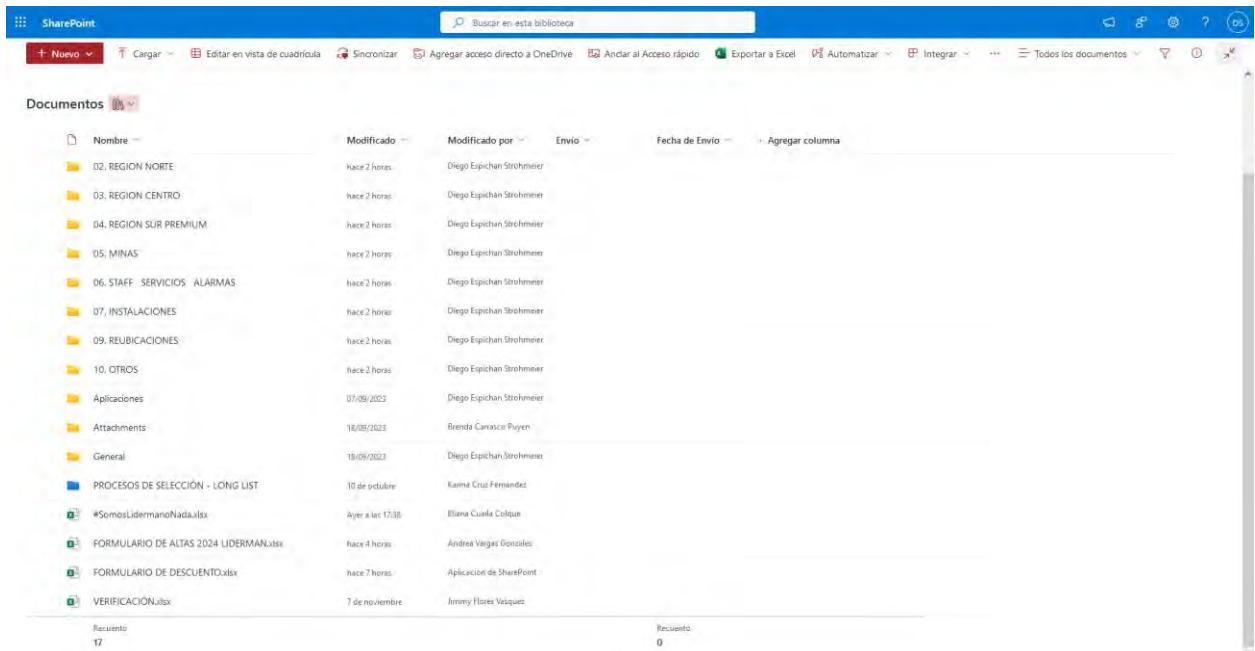 SharePoint Buscar en esta biblioteca ? DS
+ Nuevo Cargar Editar en vista de cuadrícula Sincronizar Agregar acceso directo a OneDrive Anclar al Acceso rápido Exportar a Excel Automatizar Integrar ... Todos los documentos
Documentos
Nombre Modificado Modificado por Envío Fecha de Envío + Agregar columna
02. REGION NORTE hace 2 horas Diego Espichan Strohmeier
03. REGION CENTRO hace 2 horas Diego Espichan Strohmeier
04. REGION SUR PREMIUM hace 2 horas Diego Espichan Strohmeier
05. MINAS hace 2 horas Diego Espichan Strohmeier
06. STAFF SERVICIOS ALARMAS hace 2 horas Diego Espichan Strohmeier
07. INSTALACIONES hace 2 horas Diego Espichan Strohmeier
09. REUBICACIONES hace 2 horas Diego Espichan Strohmeier
10. OTROS hace 2 horas Diego Espichan Strohmeier
Aplicaciones 07/09/2023 Diego Espichan Strohmeier
Attachments 18/09/2023 Brenda Carrasco Puyen
General 18/09/2023 Diego Espichan Strohmeier
PROCESOS DE SELECCIÓN - LONG LIST 10 de octubre Karina Cruz Fernandez
#SomosLidermanoNada.xlsx Ayer a las 17:38 Eliana Cuela Colque
FORMULARIO DE ALTAS 2024 LIDERMAN.xlsx hace 4 horas Andrea Vargas Gonzales
FORMULARIO DE DESCUENTO.xlsx hace 7 horas Aplicación de SharePoint
VERIFICACIÓN.xlsx 7 de noviembre Jimmy Flores Vasquez
Recuento Recuento
17 0